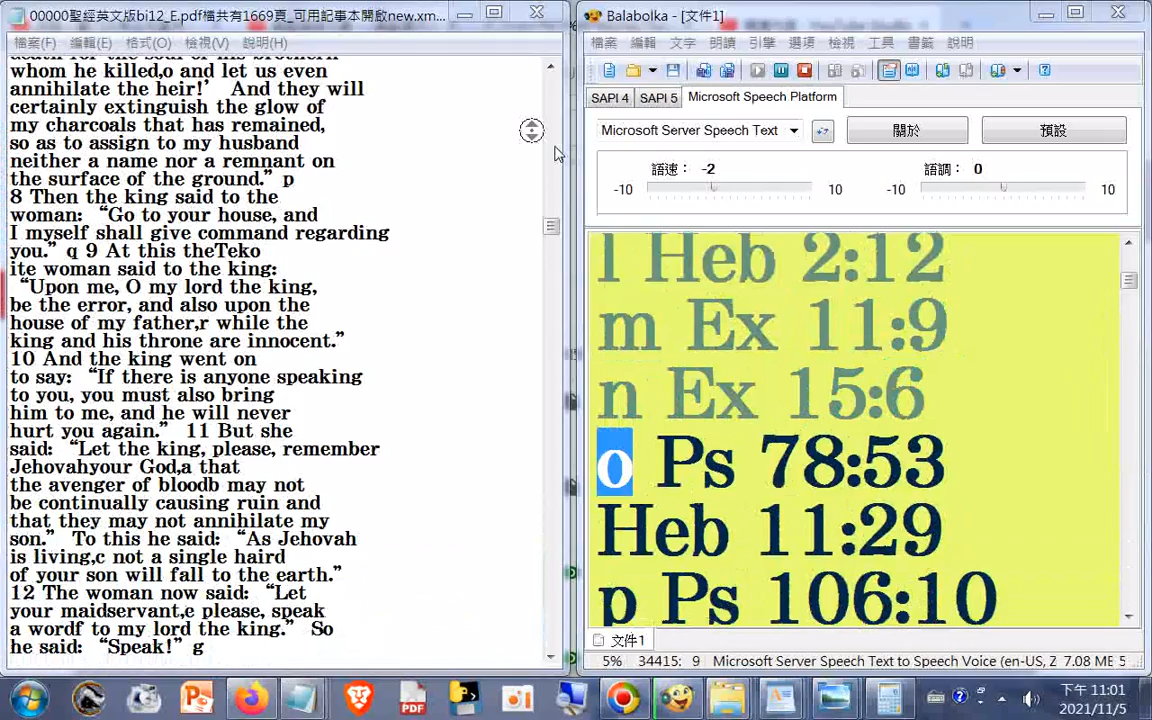 00000聖經英文版bi12_E.pdf檔共有1669頁_可用記事本開啟new.xm...
檔案(F) 編輯(E) 格式(O) 檢視(V) 說明(H)
death for the soul of his brother
whom he killed,o and let us even
annihilate the heir!’ And they will
certainly extinguish the glow of
my charcoals that has remained,
so as to assign to my husband
neither a name nor a remnant on
the surface of the ground.” p
8 Then the king said to the
woman: “Go to your house, and
I myself shall give command regarding
you.” q 9 At this theTeko
ite woman said to the king:
“Upon me, O my lord the king,
be the error, and also upon the
house of my father,r while the
king and his throne are innocent.”
10 And the king went on
to say: “If there is anyone speaking
to you, you must also bring
him to me, and he will never
hurt you again.” 11 But she
said: “Let the king, please, remember
Jehovahyour God,a that
the avenger of bloodb may not
be continually causing ruin and
that they may not annihilate my
son.” To this he said: “As Jehovah
is living,c not a single haird
of your son will fall to the earth.”
12 The woman now said: “Let
your maidservant,e please, speak
a wordf to my lord the king.” So
he said: “Speak!” g
Balabolka - [文件1]
檔案 編輯 文字 朗讀 引擎 選項 檢視 工具 書籤 說明
SAPI 4 SAPI 5 Microsoft Speech Platform
Microsoft Server Speech Text 關於 預設
語速： -2 語調： 0
-10 10 -10 10
l Heb 2:12
m Ex 11:9
n Ex 15:6
o Ps 78:53
Heb 11:29
p Ps 106:10
文件1
5% 34415: 9 Microsoft Server Speech Text to Speech Voice (en-US, Z 7.08 MB 5
PDF
下午 11:01
2021/11/5